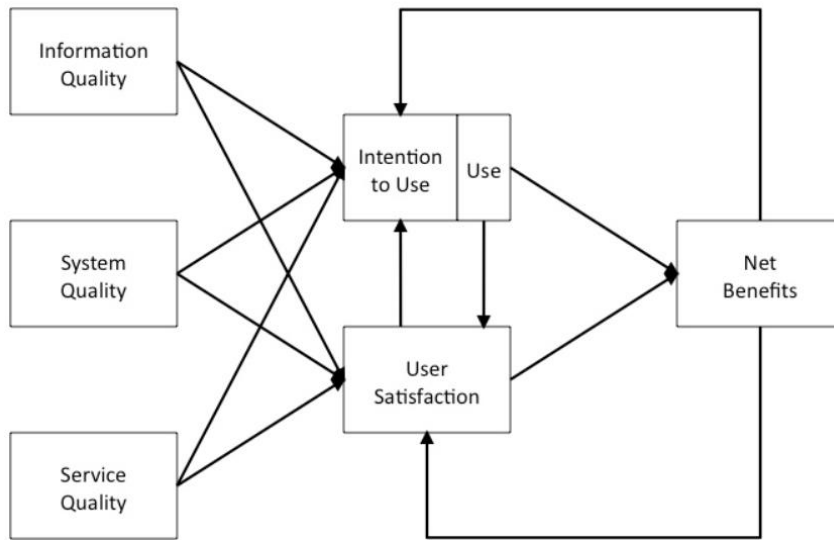 Information
Quality
Intention
to Use
Use
System
Quality
Net
Benefits
User
Satisfaction
Service
Quality